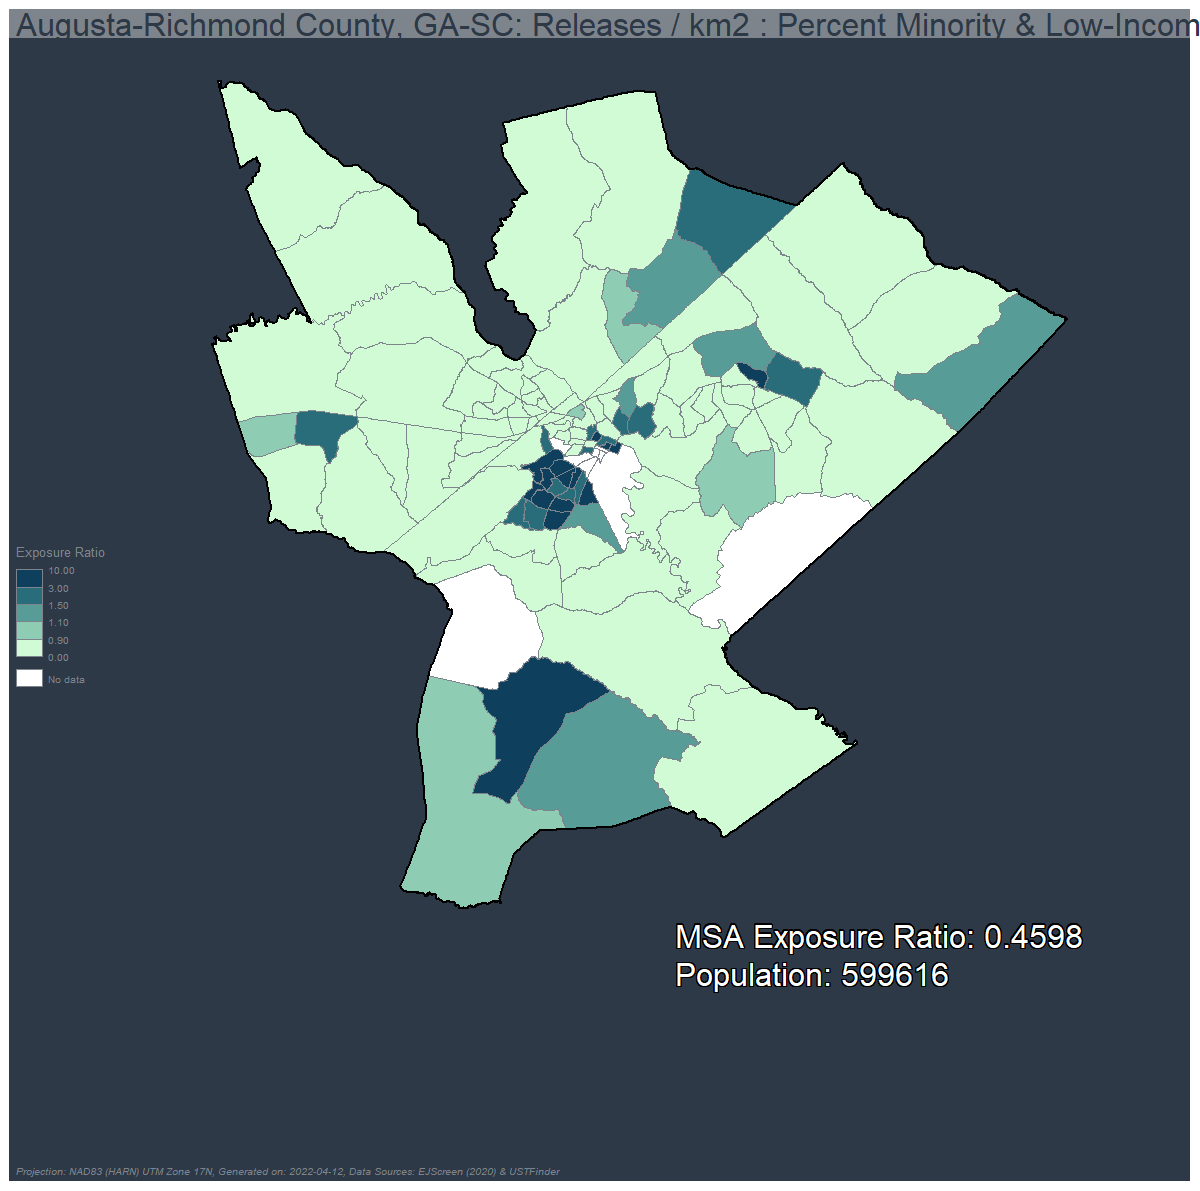 Augusta-Richmond County, GA-SC: Releases / km2 : Percent Minority & Low-Incom
Exposure Ratio
10.00
3.00
1.50
1.10
0.90
0.00
No data
MSA Exposure Ratio: 0.4598
Population: 599616
Projection: NAD83 (HARN) UTM Zone 17N, Generated on: 2022-04-12, Data Sources: EJScreen (2020) & USTFinder